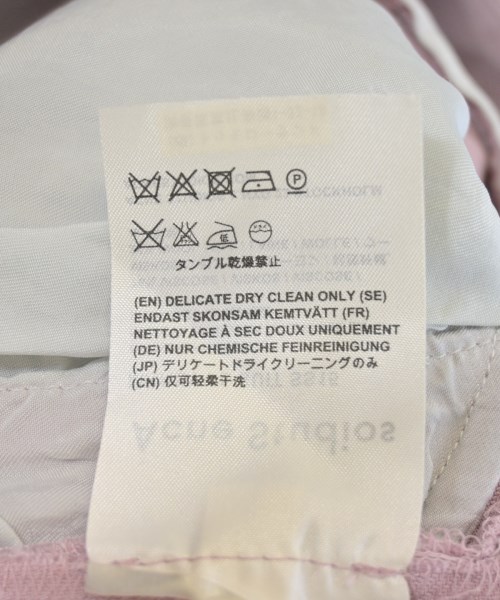 P
低
タンブル乾燥禁止
(EN) DELICATE DRY CLEAN ONLY (SE)
ENDAST SKONSAM KEMTVÄTT (FR)
NETTOYAGE À SEC DOUX UNIQUEMENT
(DE) NUR CHEMISCHE FEINREINIGUNG
(JP) デリケートドライクリーニングのみ
(CN) 仅可轻柔干洗
Acne Studios